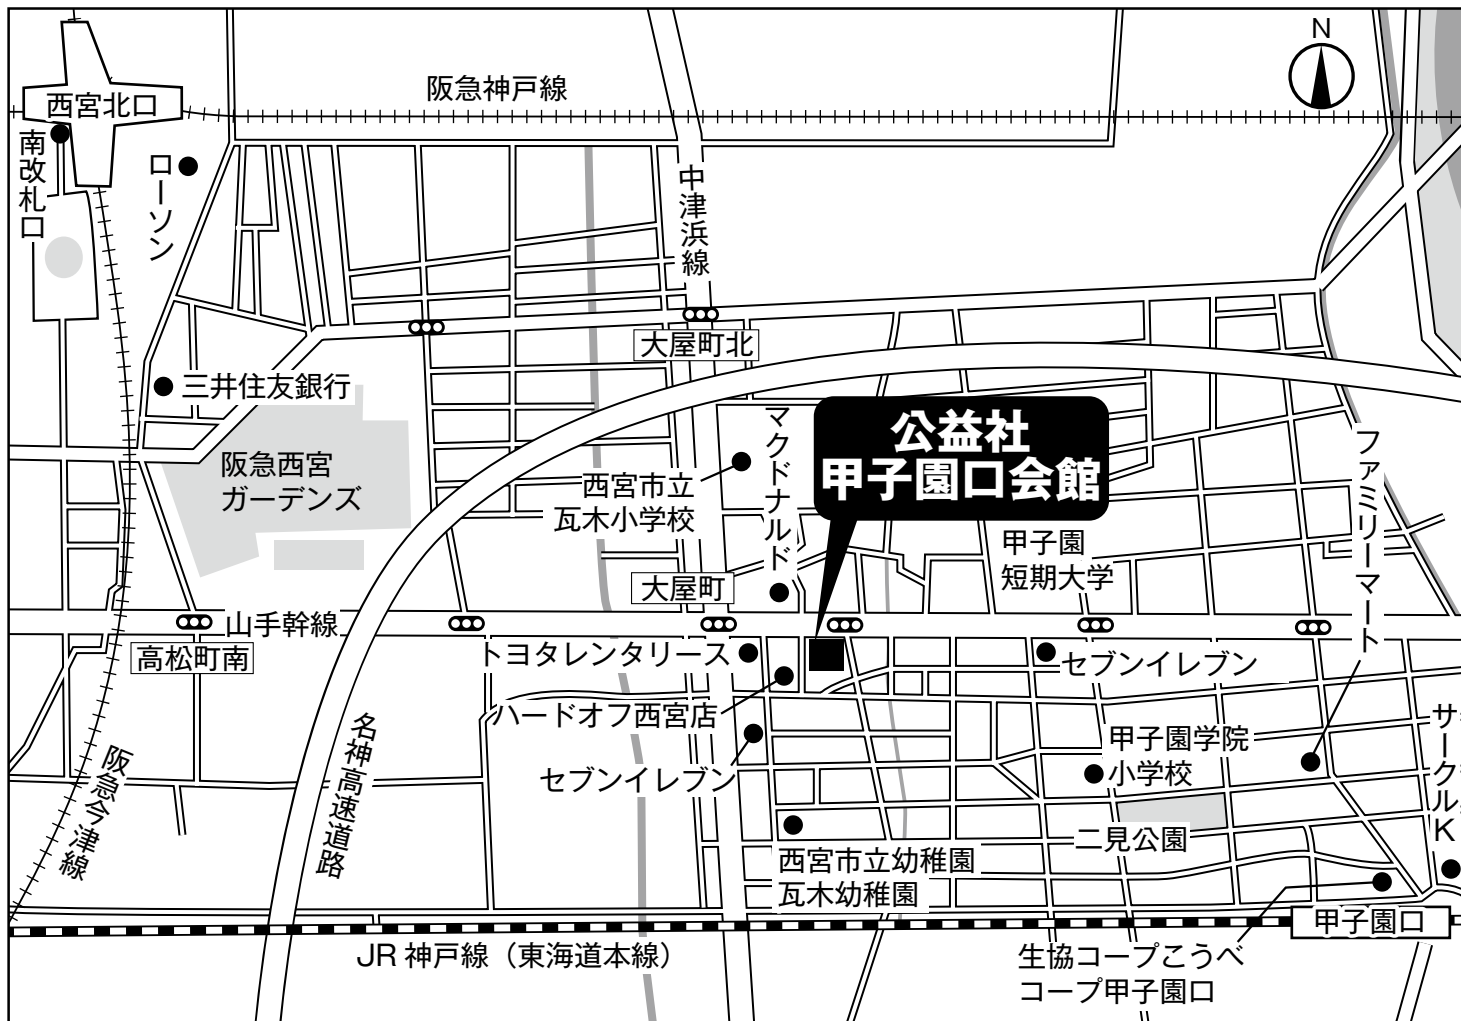 N
阪急神戸線
西宮北口
南改札口
ローソン
中津浜線
大屋町北
三井住友銀行
阪急西宮
ガーデンズ
マクドナルド
公益社
甲子園口会館
西宮市立
瓦木小学校
ファミリーマート
甲子園
短期大学
大屋町
山手幹線
高松町南
トヨタレンタリース
セブンイレブン
ハードオフ西宮店
名神高速道路
阪急今津線
セブンイレブン
甲子園学院
小学校
サークルK
二見公園
西宮市立幼稚園
瓦木幼稚園
甲子園口
JR 神戸線（東海道本線）
生協コープこうべ
コープ甲子園口